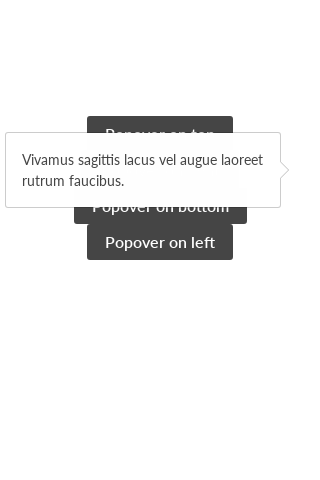 Popover on top
Vivamus sagittis lacus vel augue laoreet
rutrum faucibus.
Popover on bottom
Popover on left